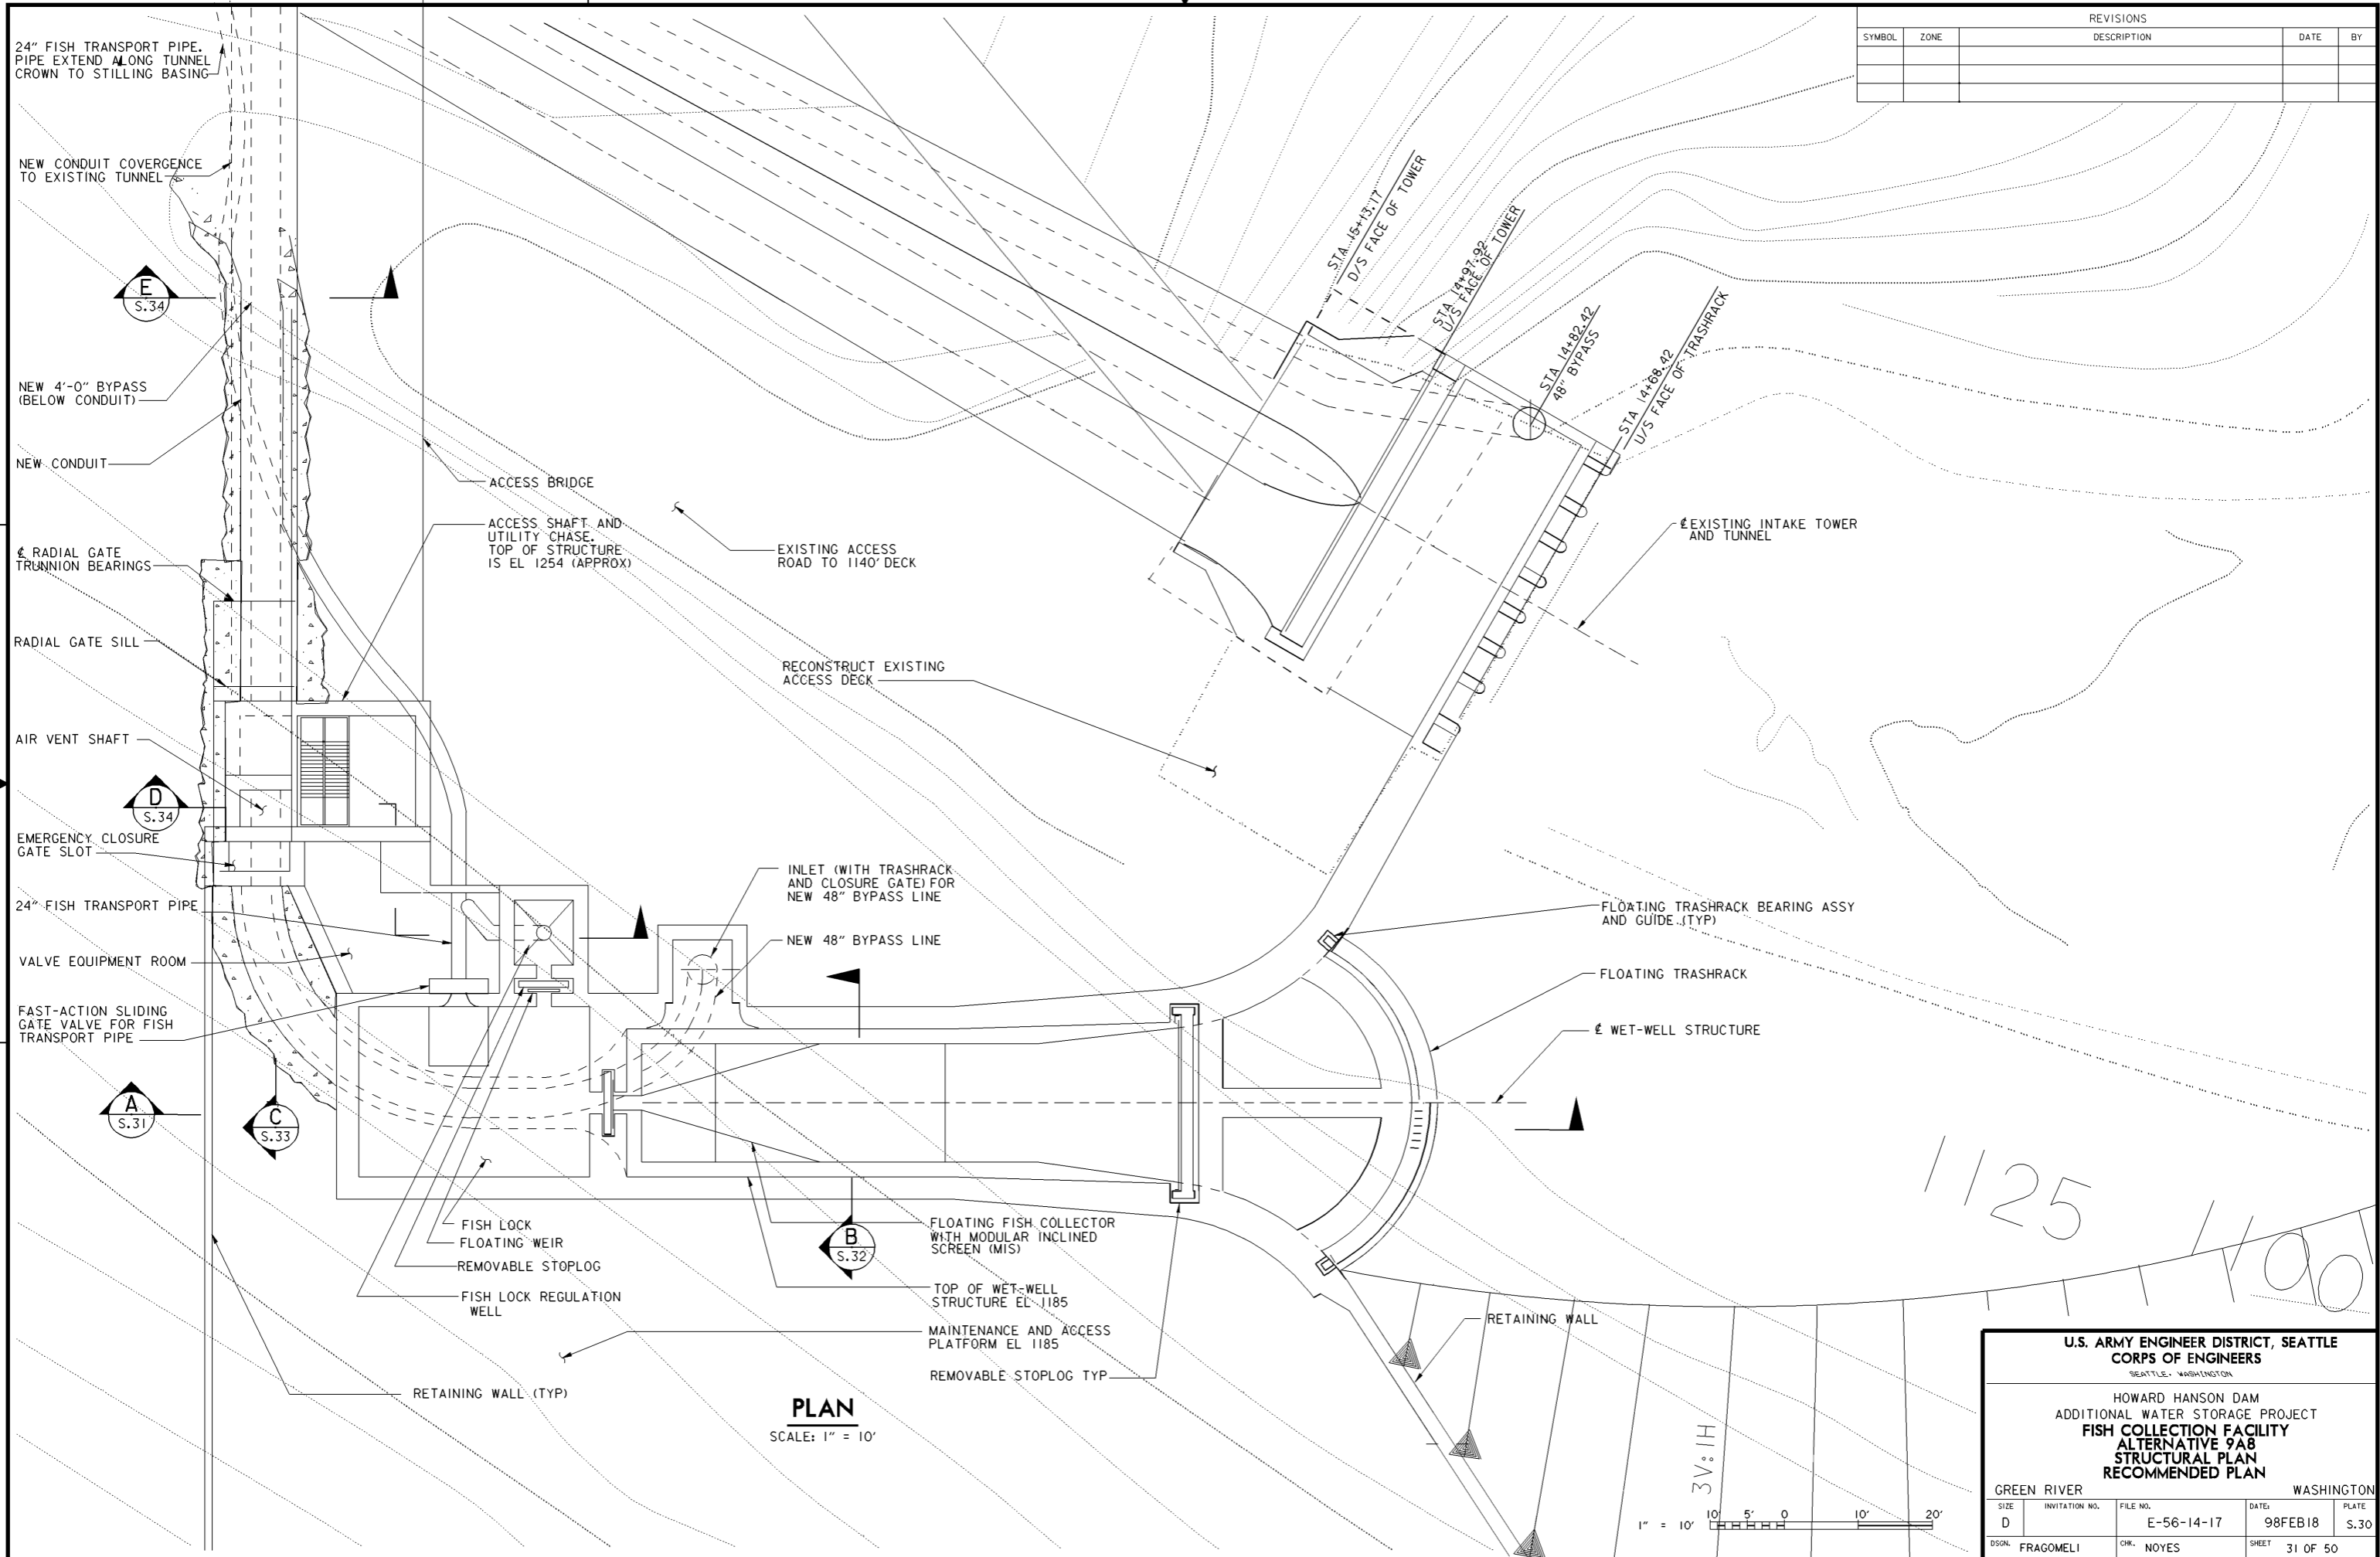 REVISIONS
SYMBOL ZONE DESCRIPTION DATE BY
24" FISH TRANSPORT PIPE.
PIPE EXTEND ALONG TUNNEL
CROWN TO STILLING BASING
NEW CONDUIT COVERGENCE
TO EXISTING TUNNEL
E
S.34
NEW 4'-0" BYPASS
(BELOW CONDUIT)
NEW CONDUIT
℄ RADIAL GATE
TRUNNION BEARINGS
RADIAL GATE SILL
AIR VENT SHAFT
D
S.34
EMERGENCY CLOSURE
GATE SLOT
24" FISH TRANSPORT PIPE
VALVE EQUIPMENT ROOM
FAST-ACTION SLIDING
GATE VALVE FOR FISH
TRANSPORT PIPE
A
S.31
C
S.33
ACCESS BRIDGE
ACCESS SHAFT AND
UTILITY CHASE.
TOP OF STRUCTURE
IS EL 1254 (APPROX)
EXISTING ACCESS
ROAD TO 1140' DECK
RECONSTRUCT EXISTING
ACCESS DECK
STA 15+13.17
D/S FACE OF TOWER
STA 14+97.92
U/S FACE OF TOWER
STA 14+82.42
48" BYPASS
STA 14+68.42
U/S FACE OF TRASHRACK
℄ EXISTING INTAKE TOWER
AND TUNNEL
INLET (WITH TRASHRACK
AND CLOSURE GATE) FOR
NEW 48" BYPASS LINE
NEW 48" BYPASS LINE
FLOATING TRASHRACK BEARING ASSY
AND GUIDE (TYP)
FLOATING TRASHRACK
℄ WET-WELL STRUCTURE
FISH LOCK
FLOATING WEIR
REMOVABLE STOPLOG
FISH LOCK REGULATION
WELL
B
S.32
FLOATING FISH COLLECTOR
WITH MODULAR INCLINED
SCREEN (MIS)
TOP OF WET-WELL
STRUCTURE EL 1185
MAINTENANCE AND ACCESS
PLATFORM EL 1185
REMOVABLE STOPLOG TYP
RETAINING WALL (TYP)
RETAINING WALL
1125
1100
3V:1H
PLAN
SCALE: 1" = 10'
1" = 10' 10' 5' 0 10' 20'
U.S. ARMY ENGINEER DISTRICT, SEATTLE
CORPS OF ENGINEERS
SEATTLE, WASHINGTON
HOWARD HANSON DAM
ADDITIONAL WATER STORAGE PROJECT
FISH COLLECTION FACILITY
ALTERNATIVE 9A8
STRUCTURAL PLAN
RECOMMENDED PLAN
GREEN RIVER WASHINGTON
SIZE INVITATION NO. FILE NO. DATE: PLATE
D E-56-14-17 98FEB18 S.30
DSGN. FRAGOMELI CHK. NOYES SHEET 31 OF 50